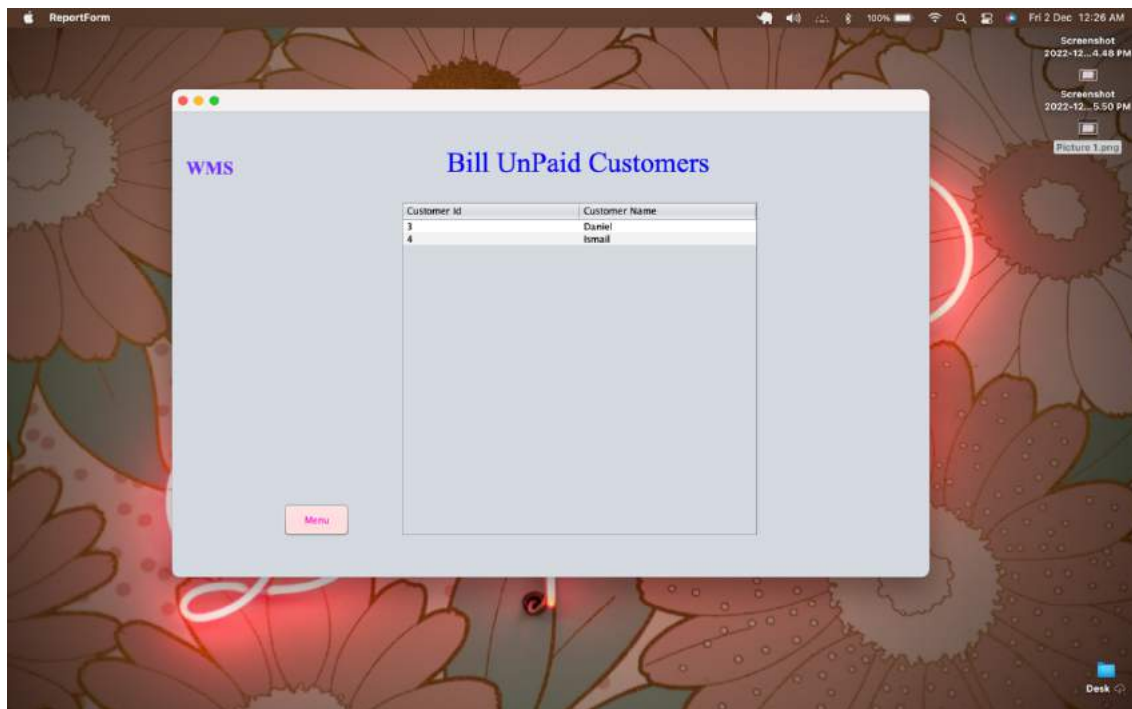 ReportForm 100% Fri 2 Dec 12:26 AM
Screenshot
2022-12...4.48 PM
Screenshot
2022-12...5.50 PM
Picture 1.png
WMS
Bill UnPaid Customers
Customer Id Customer Name
3 Daniel
4 Ismail
Menu
Desk